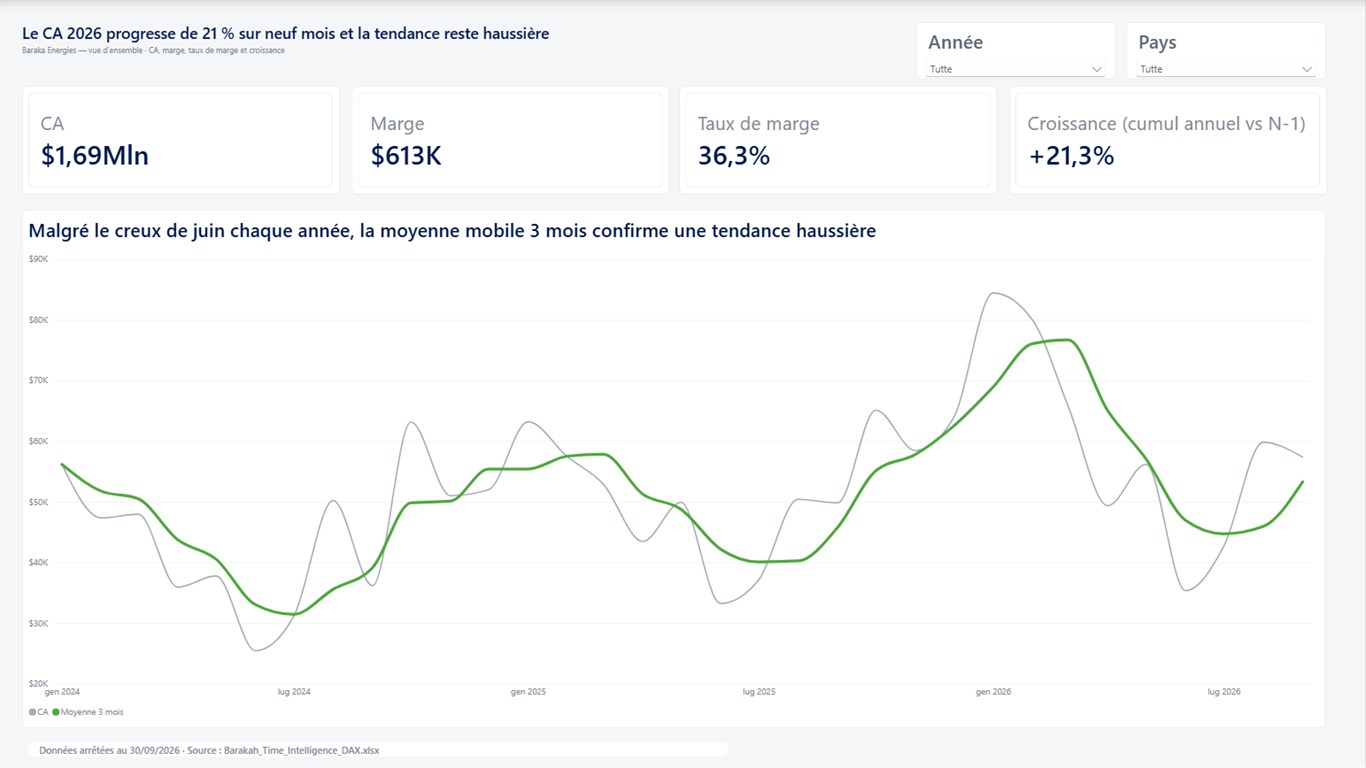 Le CA 2026 progresse de 21 % sur neuf mois et la tendance reste haussière
Baraka Energies — vue d'ensemble · CA, marge, taux de marge et croissance
Année
Tutte
Pays
Tutte
CA
$1,69Mln
Marge
$613K
Taux de marge
36,3%
Croissance (cumul annuel vs N-1)
+21,3%
Malgré le creux de juin chaque année, la moyenne mobile 3 mois confirme une tendance haussière
$90K
$80K
$70K
$60K
$50K
$40K
$30K
$20K
gen 2024
lug 2024
gen 2025
lug 2025
gen 2026
lug 2026
CA
Moyenne 3 mois
Données arrêtées au 30/09/2026 · Source : Barakah_Time_Intelligence_DAX.xlsx